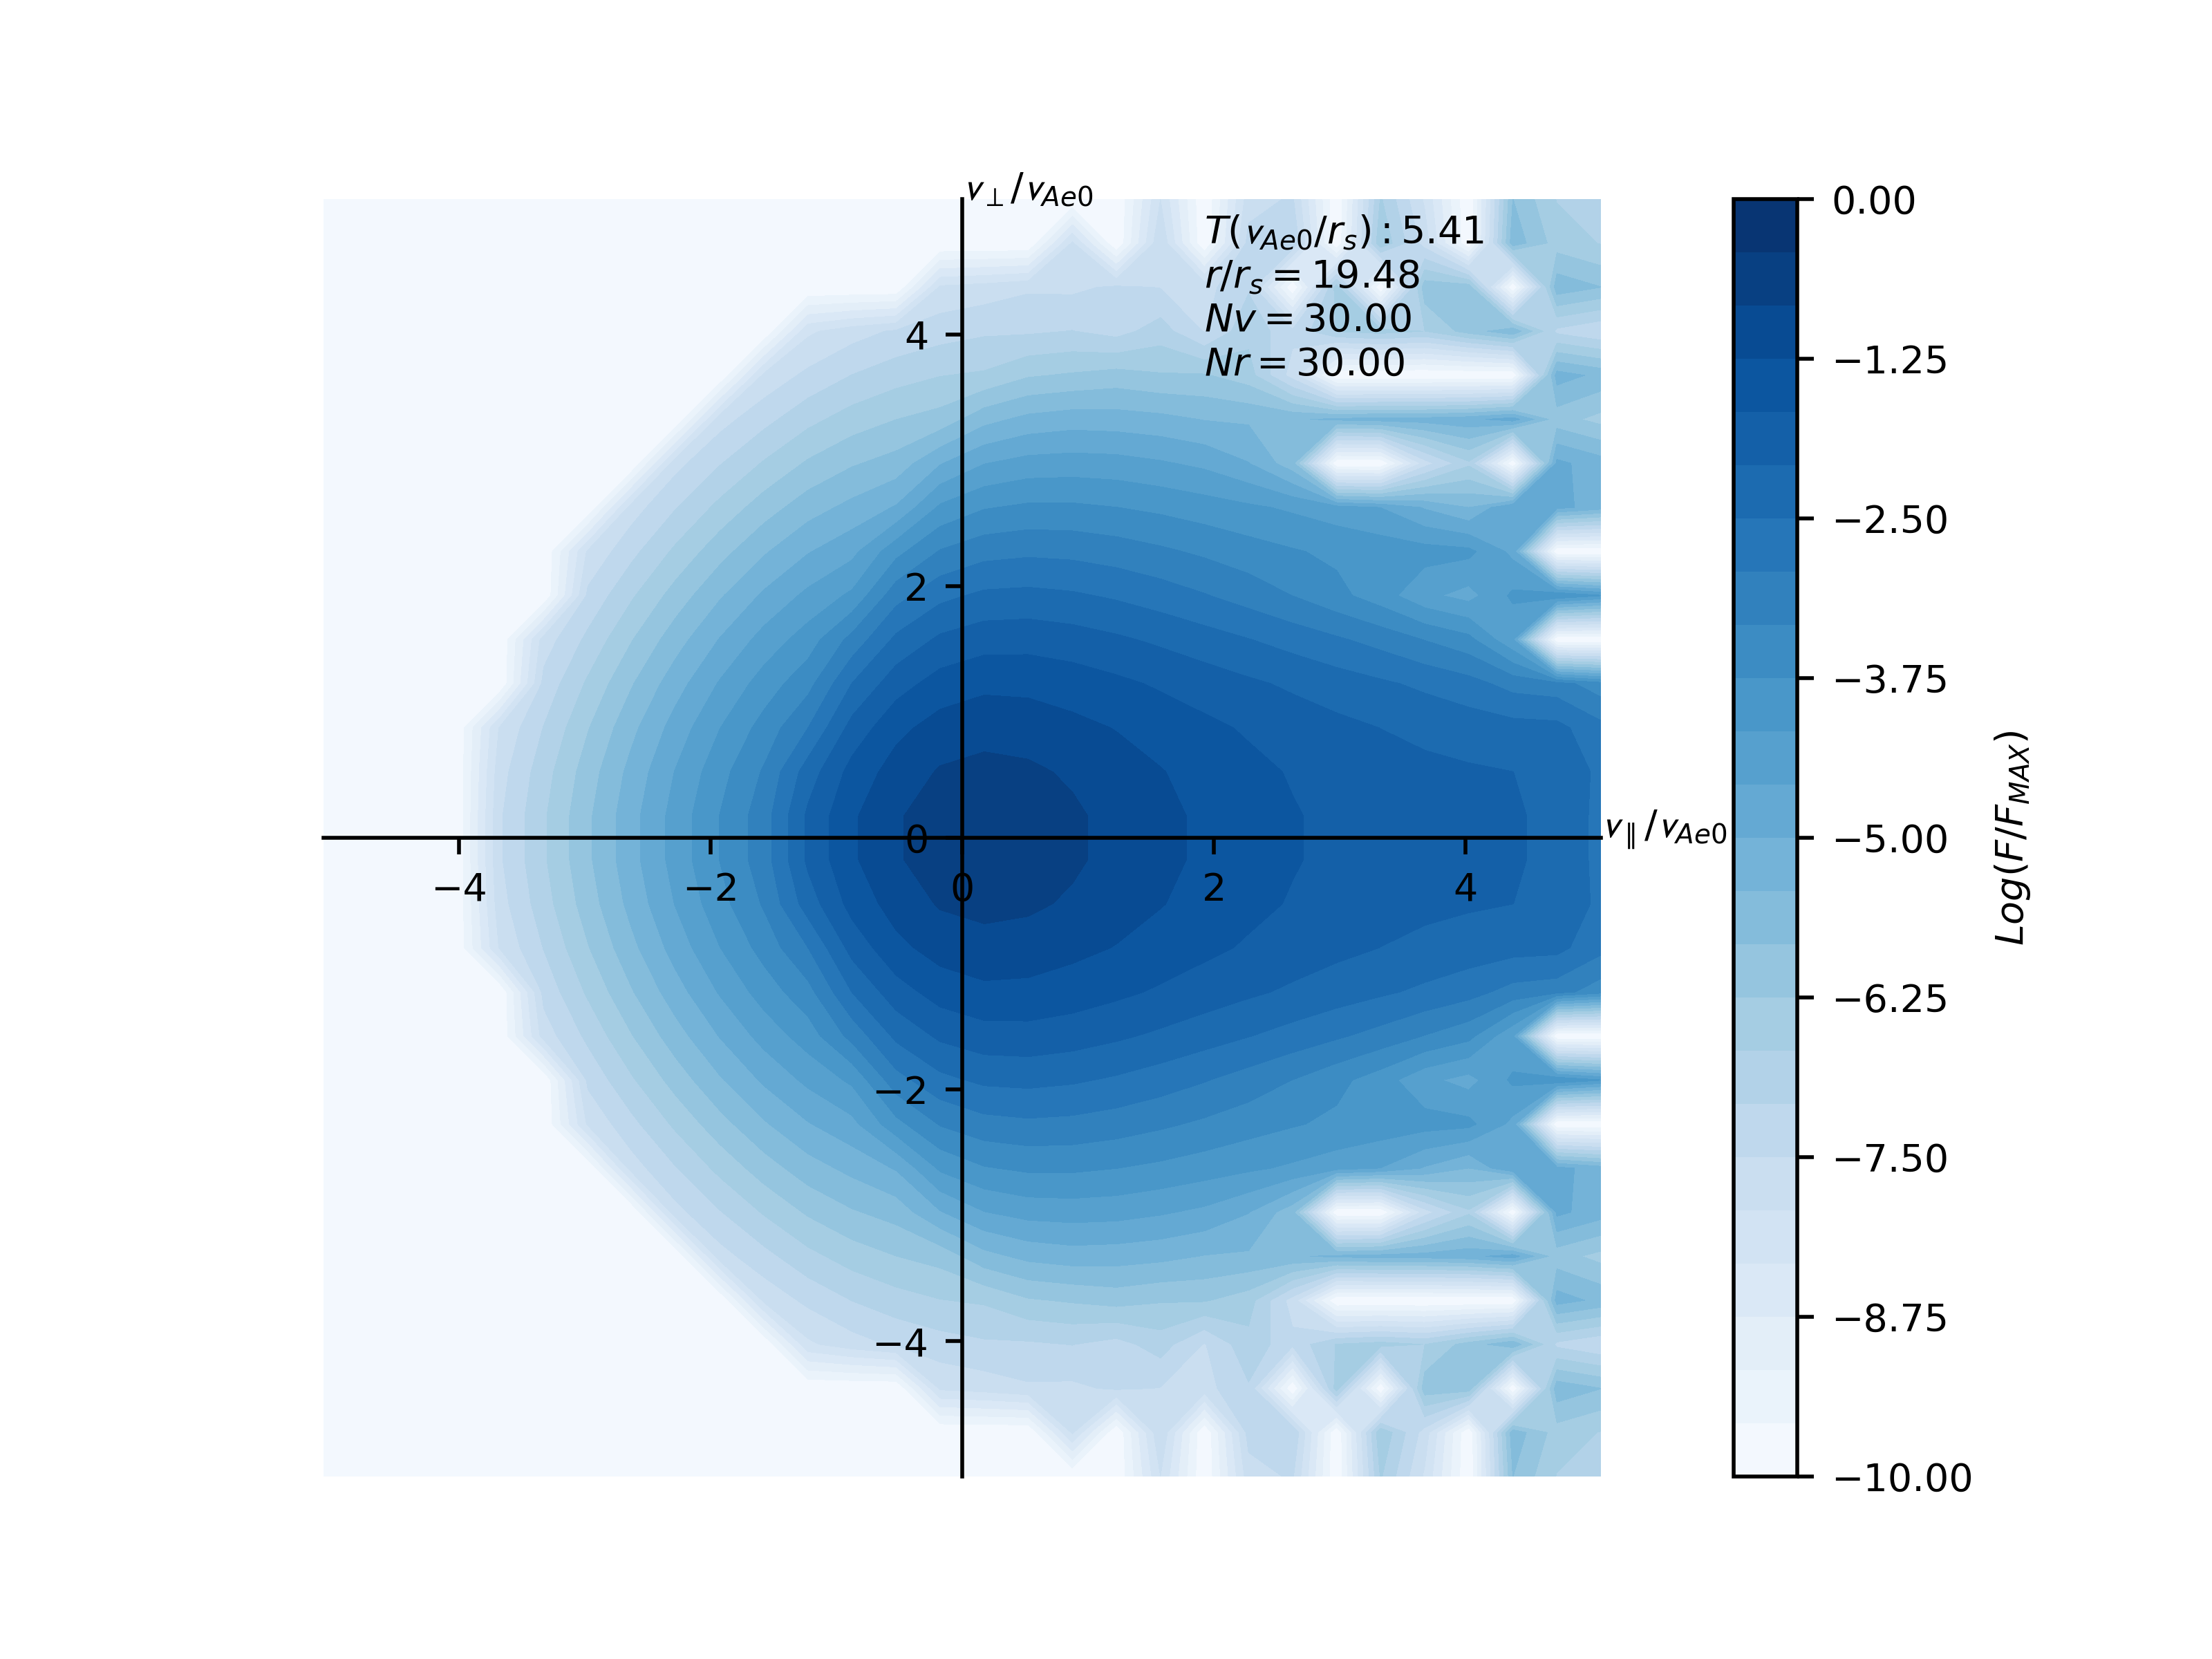 v⊥/vAe0
T(vAe0/rs) : 5.41
r/rs = 19.48
Nv = 30.00
Nr = 30.00
4
2
0
−2
−4
−4 −2 0 2 4
v∥/vAe0
0.00
−1.25
−2.50
−3.75
−5.00
−6.25
−7.50
−8.75
−10.00
Log(F/FMAX)